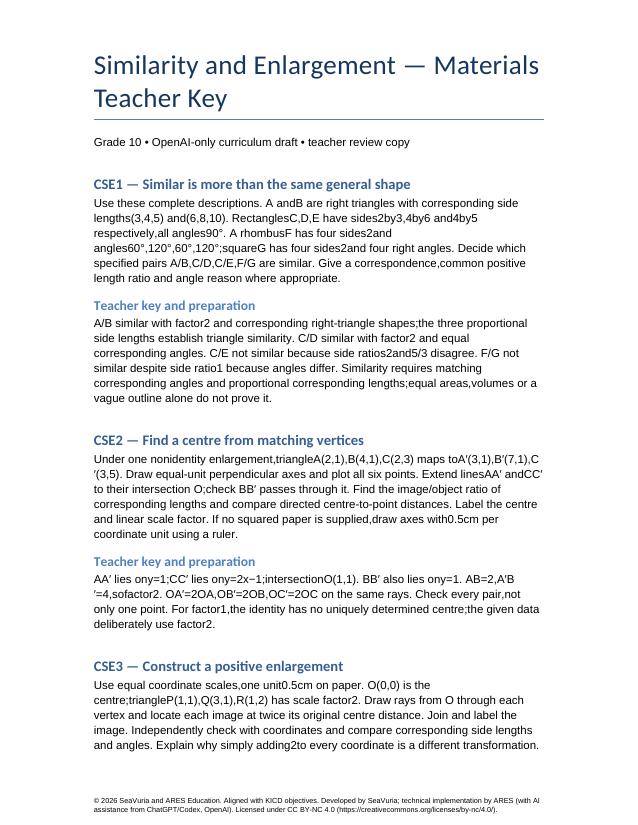 Similarity and Enlargement — Materials
Teacher Key
Grade 10 • OpenAI-only curriculum draft • teacher review copy
CSE1 — Similar is more than the same general shape
Use these complete descriptions. A andB are right triangles with corresponding side
lengths(3,4,5) and(6,8,10). RectanglesC,D,E have sides2by3,4by6 and4by5
respectively,all angles90°. A rhombusF has four sides2and
angles60°,120°,60°,120°;squareG has four sides2and four right angles. Decide which
specified pairs A/B,C/D,C/E,F/G are similar. Give a correspondence,common positive
length ratio and angle reason where appropriate.
Teacher key and preparation
A/B similar with factor2 and corresponding right-triangle shapes;the three proportional
side lengths establish triangle similarity. C/D similar with factor2 and equal
corresponding angles. C/E not similar because side ratios2and5/3 disagree. F/G not
similar despite side ratio1 because angles differ. Similarity requires matching
corresponding angles and proportional corresponding lengths;equal areas,volumes or a
vague outline alone do not prove it.
CSE2 — Find a centre from matching vertices
Under one nonidentity enlargement,triangleA(2,1),B(4,1),C(2,3) maps toA′(3,1),B′(7,1),C
′(3,5). Draw equal-unit perpendicular axes and plot all six points. Extend linesAA′ andCC′
to their intersection O;check BB′ passes through it. Find the image/object ratio of
corresponding lengths and compare directed centre-to-point distances. Label the centre
and linear scale factor. If no squared paper is supplied,draw axes with0.5cm per
coordinate unit using a ruler.
Teacher key and preparation
AA′ lies ony=1;CC′ lies ony=2x−1;intersectionO(1,1). BB′ also lies ony=1. AB=2,A′B
′=4,sofactor2. OA′=2OA,OB′=2OB,OC′=2OC on the same rays. Check every pair,not
only one point. For factor1,the identity has no uniquely determined centre;the given data
deliberately use factor2.
CSE3 — Construct a positive enlargement
Use equal coordinate scales,one unit0.5cm on paper. O(0,0) is the
centre;triangleP(1,1),Q(3,1),R(1,2) has scale factor2. Draw rays from O through each
vertex and locate each image at twice its original centre distance. Join and label the
image. Independently check with coordinates and compare corresponding side lengths
and angles. Explain why simply adding2to every coordinate is a different transformation.
© 2026 SeaVuria and ARES Education. Aligned with KICD objectives. Developed by SeaVuria; technical implementation by ARES (with AI
assistance from ChatGPT/Codex, OpenAI). Licensed under CC BY-NC 4.0 (https://creativecommons.org/licenses/by-nc/4.0/).